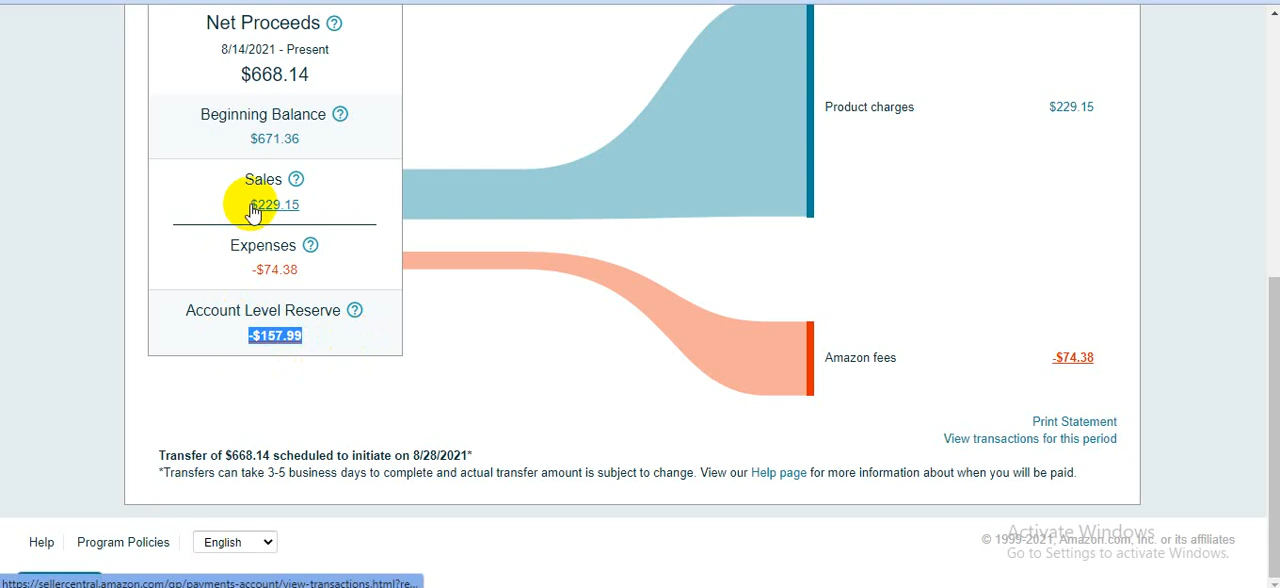 Net Proceeds ?
8/14/2021 - Present
$668.14
Beginning Balance ?
$671.36
Sales ?
$229.15
Expenses ?
-$74.38
Account Level Reserve ?
-$157.99
Product charges $229.15
Amazon fees -$74.38
Print Statement
View transactions for this period
Transfer of $668.14 scheduled to initiate on 8/28/2021*
*Transfers can take 3-5 business days to complete and actual transfer amount is subject to change. View our Help page for more information about when you will be paid.
Help Program Policies English
© 1999-2021, Amazon.com, Inc. or its affiliates
Activate Windows
Go to Settings to activate Windows.
https://sellercentral.amazon.com/gp/payments-account/view-transactions.html?re...